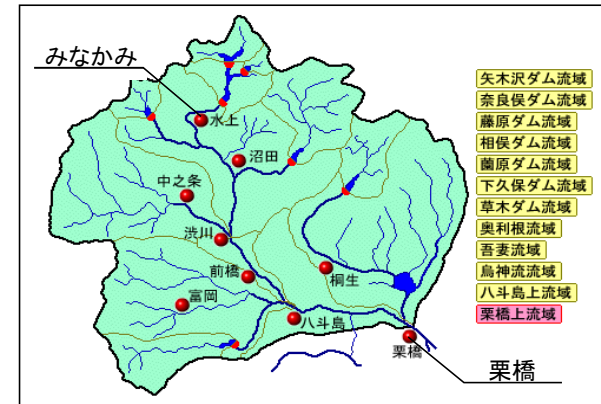 みなかみ
水上
沼田
中之条
渋川
前橋
富岡
桐生
八斗島
栗橋
栗橋
矢木沢ダム流域
奈良俣ダム流域
藤原ダム流域
相俣ダム流域
薗原ダム流域
下久保ダム流域
草木ダム流域
奥利根流域
吾妻流域
烏神流流域
八斗島上流域
栗橋上流域